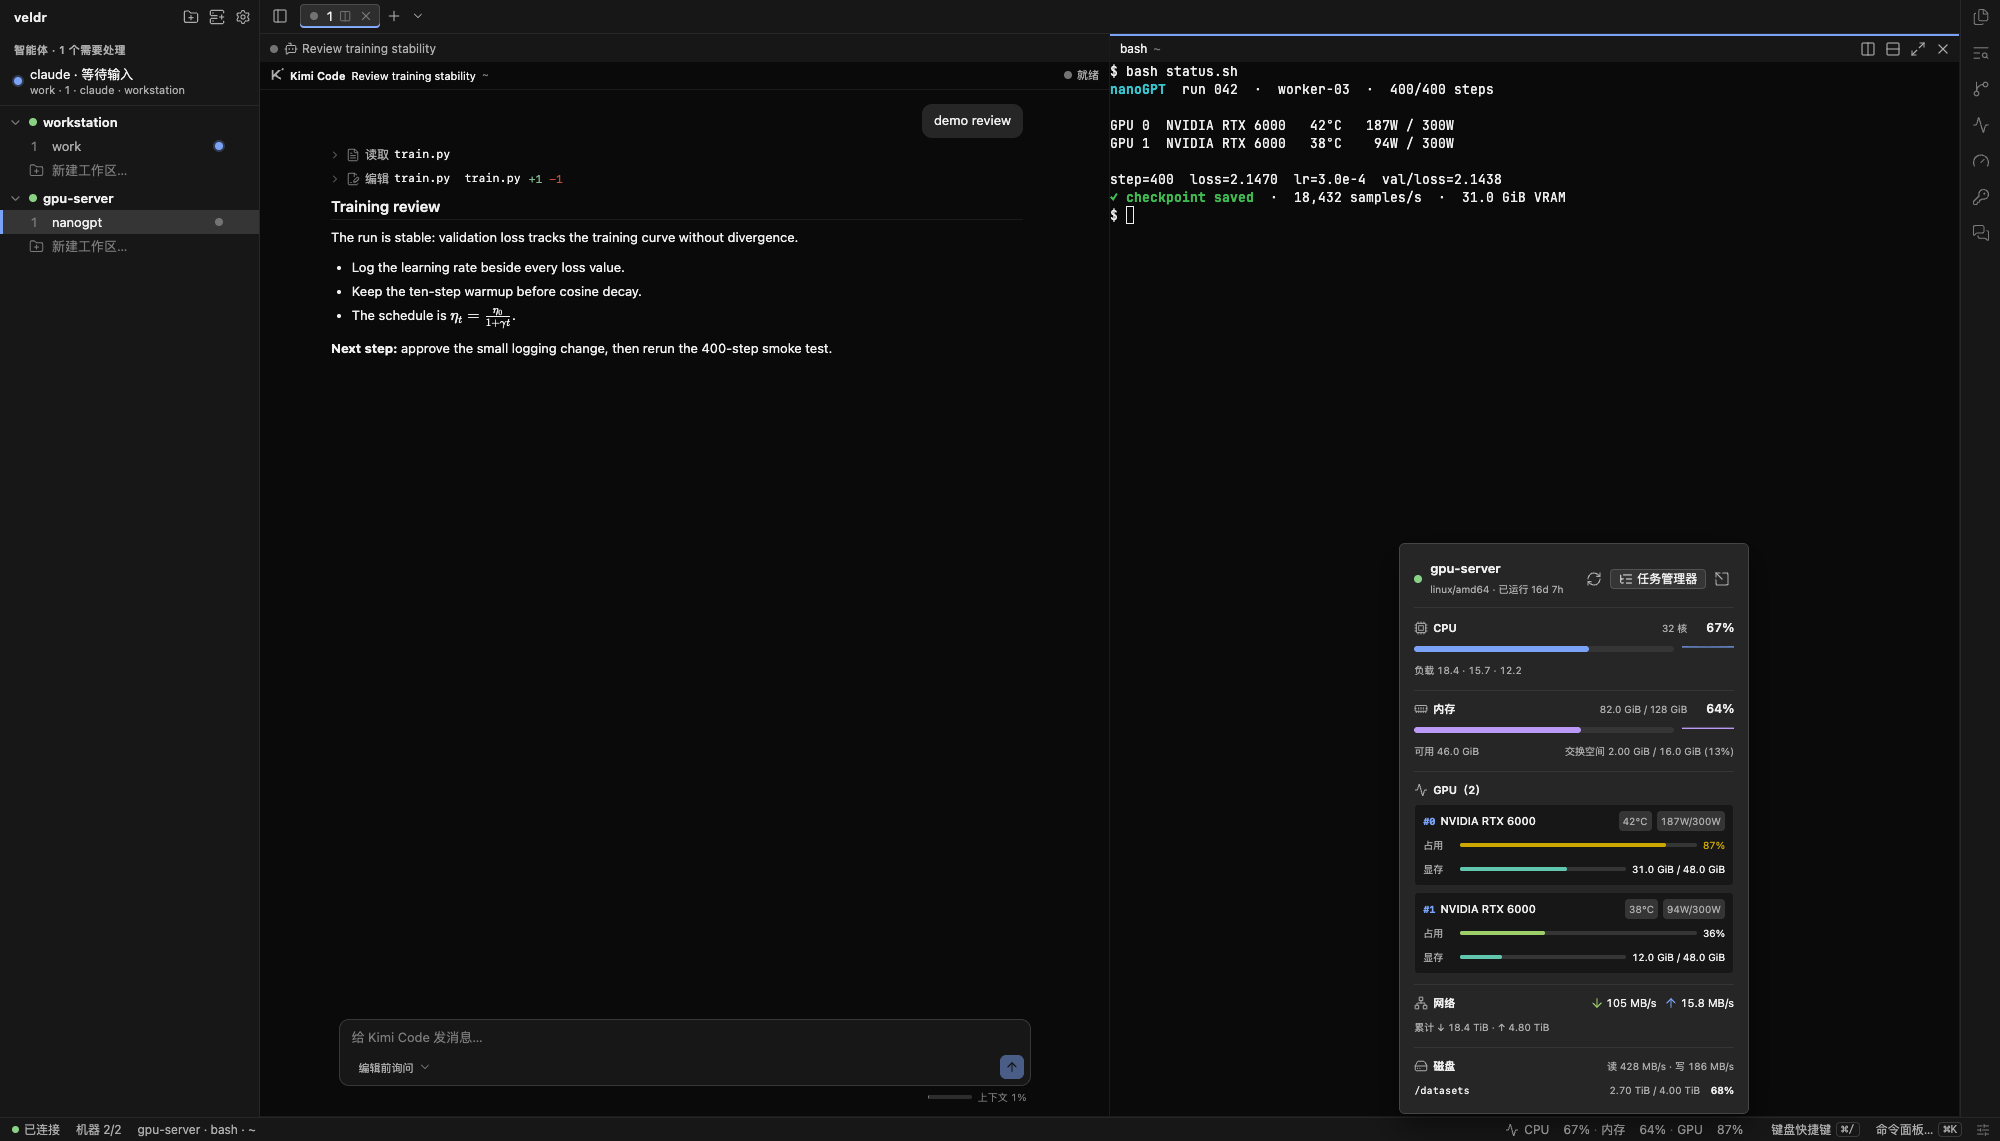 veldr
智能体 · 1 个需要处理
claude · 等待输入
work · 1 · claude · workstation
workstation
1 work
新建工作区...
gpu-server
1 nanogpt
新建工作区...
1
Review training stability
Kimi Code Review training stability ~
就绪
demo review
读取 train.py
编辑 train.py train.py +1 −1
Training review
The run is stable: validation loss tracks the training curve without divergence.
• Log the learning rate beside every loss value.
• Keep the ten-step warmup before cosine decay.
• The schedule is ηt = η0/(1+γt).
Next step: approve the small logging change, then rerun the 400-step smoke test.
给 Kimi Code 发消息...
编辑前询问
上下文 1%
bash ~
$ bash status.sh
nanoGPT run 042 · worker-03 · 400/400 steps
GPU 0 NVIDIA RTX 6000 42°C 187W / 300W
GPU 1 NVIDIA RTX 6000 38°C 94W / 300W
step=400 loss=2.1470 lr=3.0e-4 val/loss=2.1438
✓ checkpoint saved · 18,432 samples/s · 31.0 GiB VRAM
$
gpu-server
linux/amd64 · 已运行 16d 7h
任务管理器
CPU 32 核 67%
负载 18.4 · 15.7 · 12.2
内存 82.0 GiB / 128 GiB 64%
可用 46.0 GiB 交换空间 2.00 GiB / 16.0 GiB (13%)
GPU (2)
#0 NVIDIA RTX 6000 42°C 187W/300W
占用 87%
显存 31.0 GiB / 48.0 GiB
#1 NVIDIA RTX 6000 38°C 94W/300W
占用 36%
显存 12.0 GiB / 48.0 GiB
网络 ↓ 105 MB/s ↑ 15.8 MB/s
累计 ↓ 18.4 TiB · ↑ 4.80 TiB
磁盘 读 428 MB/s · 写 186 MB/s
/datasets 2.70 TiB / 4.00 TiB 68%
已连接 机器 2/2 gpu-server · bash · ~
CPU 67% · 内存 64% · GPU 87% 键盘快捷键 ⌘/ 命令面板... ⌘K